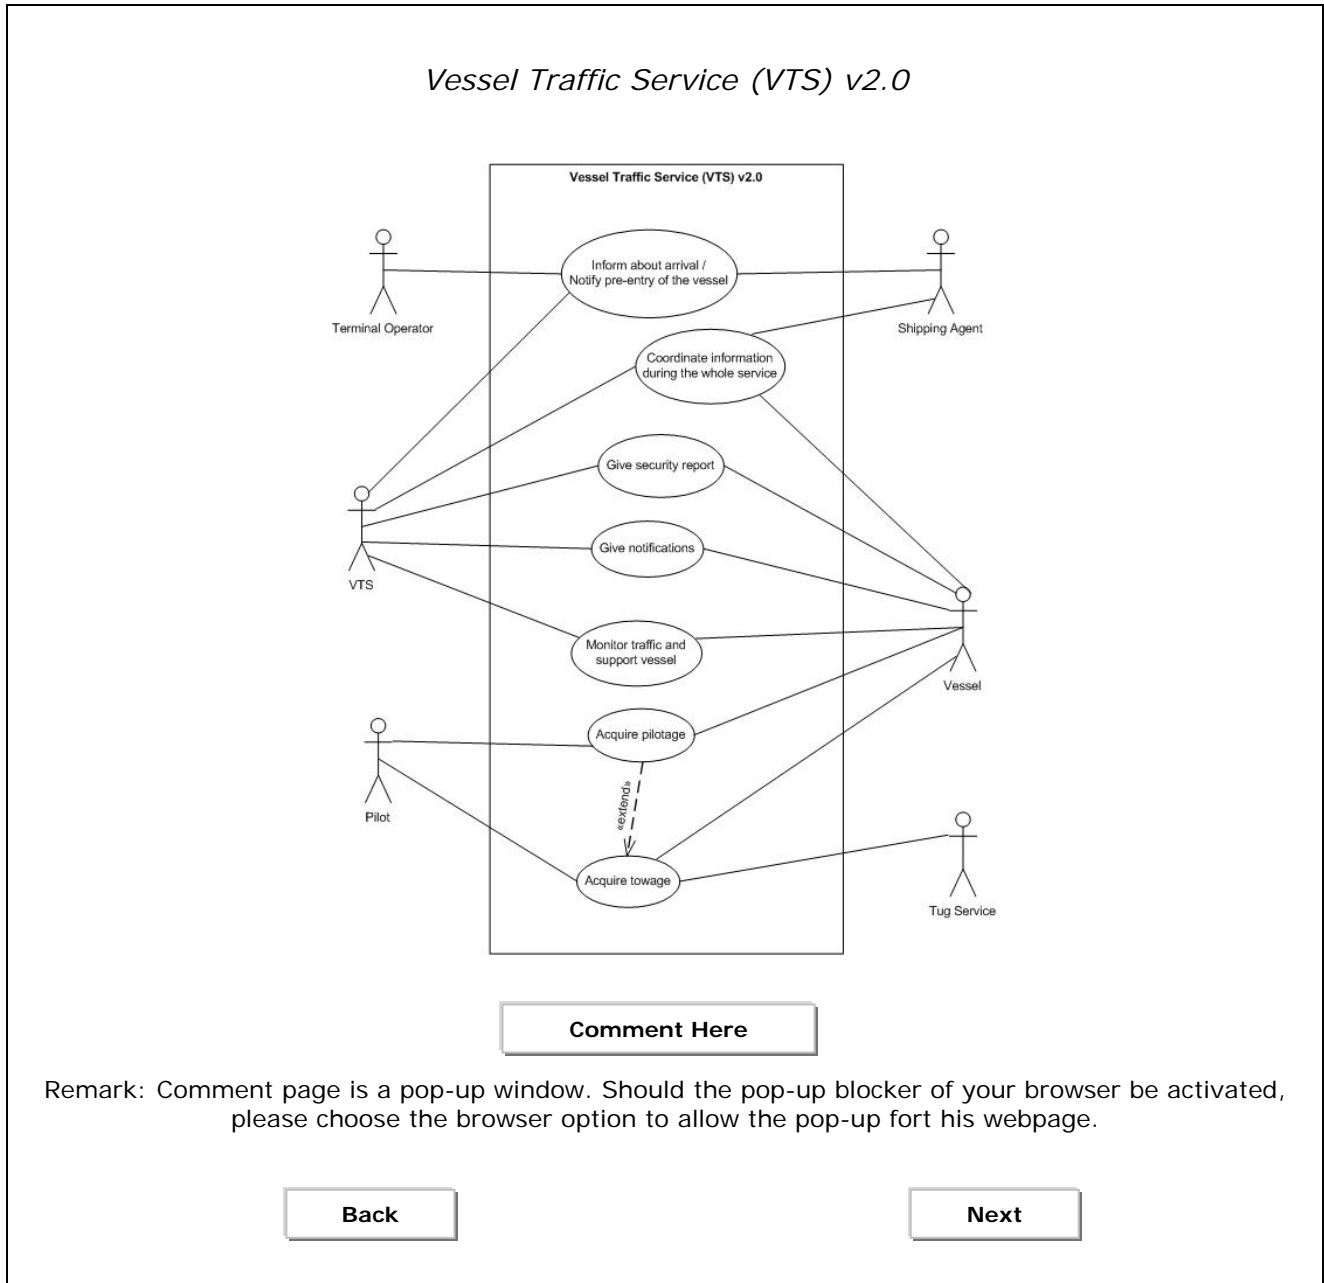 Vessel Traffic Service (VTS) v2.0
Vessel Traffic Service (VTS) v2.0
Inform about arrival /
Notify pre-entry of the vessel
Terminal Operator
Shipping Agent
Coordinate information
during the whole service
Give security report
Give notifications
VTS
Monitor traffic and
support vessel
Vessel
Acquire pilotage
«extend»
Pilot
Acquire towage
Tug Service
Comment Here
Remark: Comment page is a pop-up window. Should the pop-up blocker of your browser be activated,
please choose the browser option to allow the pop-up fort his webpage.
Back
Next